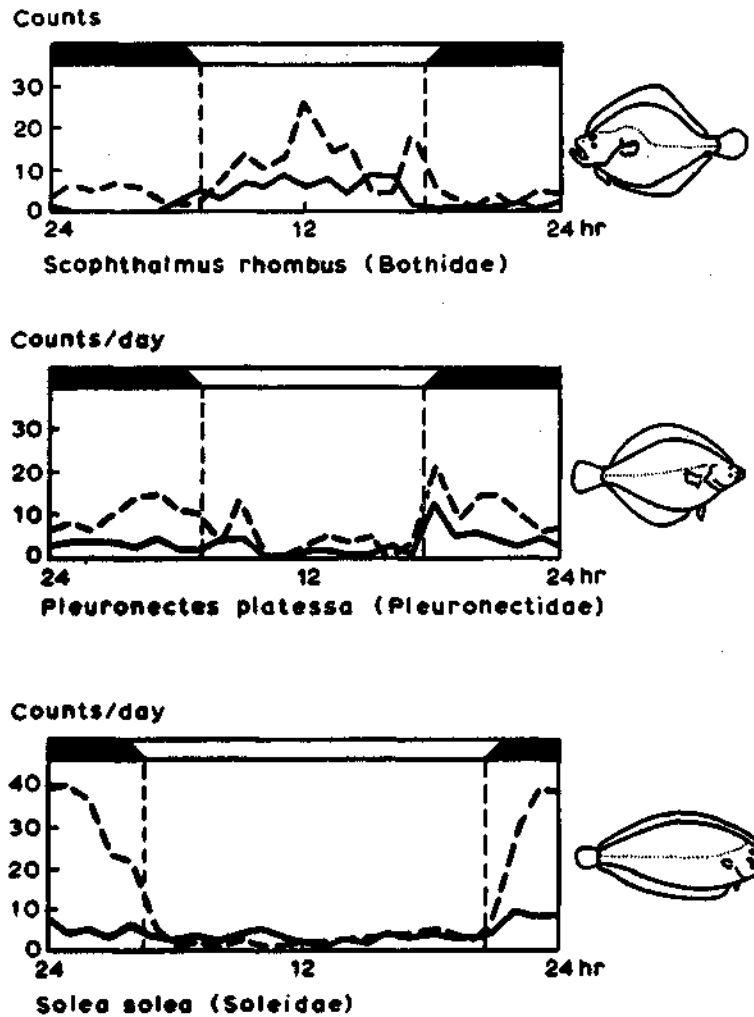 Counts
30
20
10
0
24 12 24 hr
Scophthalmus rhombus (Bothidae)
Counts/day
30
20
10
0
24 12 24 hr
Pleuronectes platessa (Pleuronectidae)
Counts/day
40
30
20
10
0
24 12 24 hr
Solea solea (Soleidae)